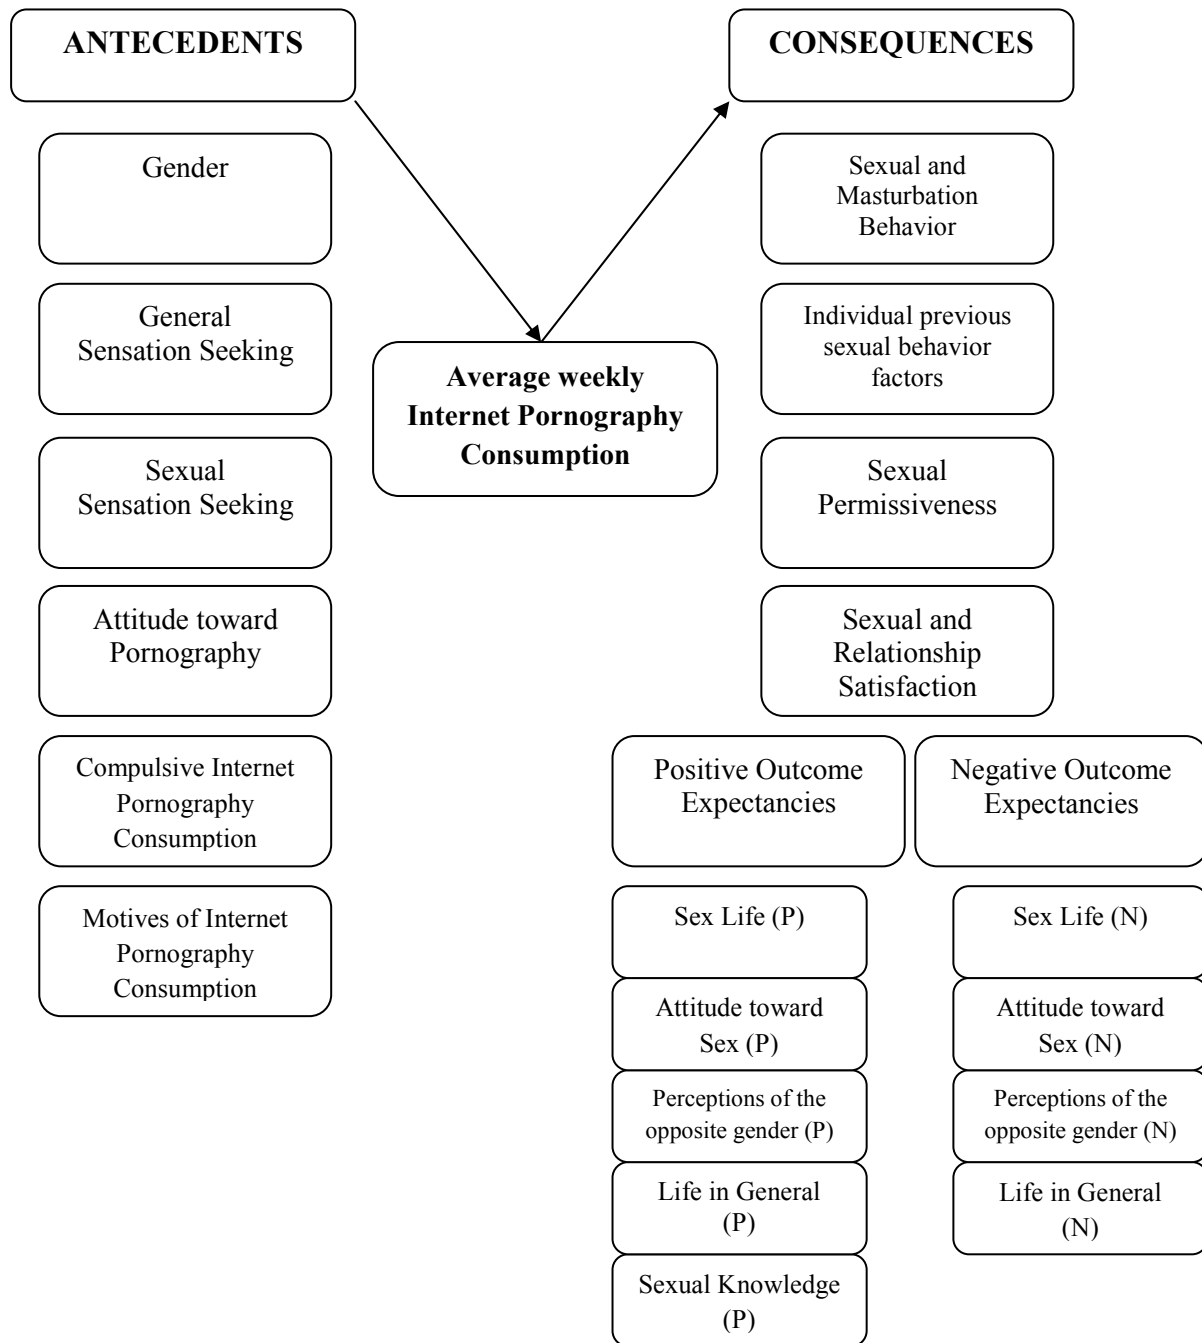 ANTECEDENTS
Gender
General
Sensation Seeking
Sexual
Sensation Seeking
Attitude toward
Pornography
Compulsive Internet
Pornography
Consumption
Motives of Internet
Pornography
Consumption
Average weekly
Internet Pornography
Consumption
CONSEQUENCES
Sexual and
Masturbation
Behavior
Individual previous
sexual behavior
factors
Sexual
Permissiveness
Sexual and
Relationship
Satisfaction
Positive Outcome
Expectancies
Sex Life (P)
Attitude toward
Sex (P)
Perceptions of the
opposite gender (P)
Life in General
(P)
Sexual Knowledge
(P)
Negative Outcome
Expectancies
Sex Life (N)
Attitude toward
Sex (N)
Perceptions of the
opposite gender (N)
Life in General
(N)